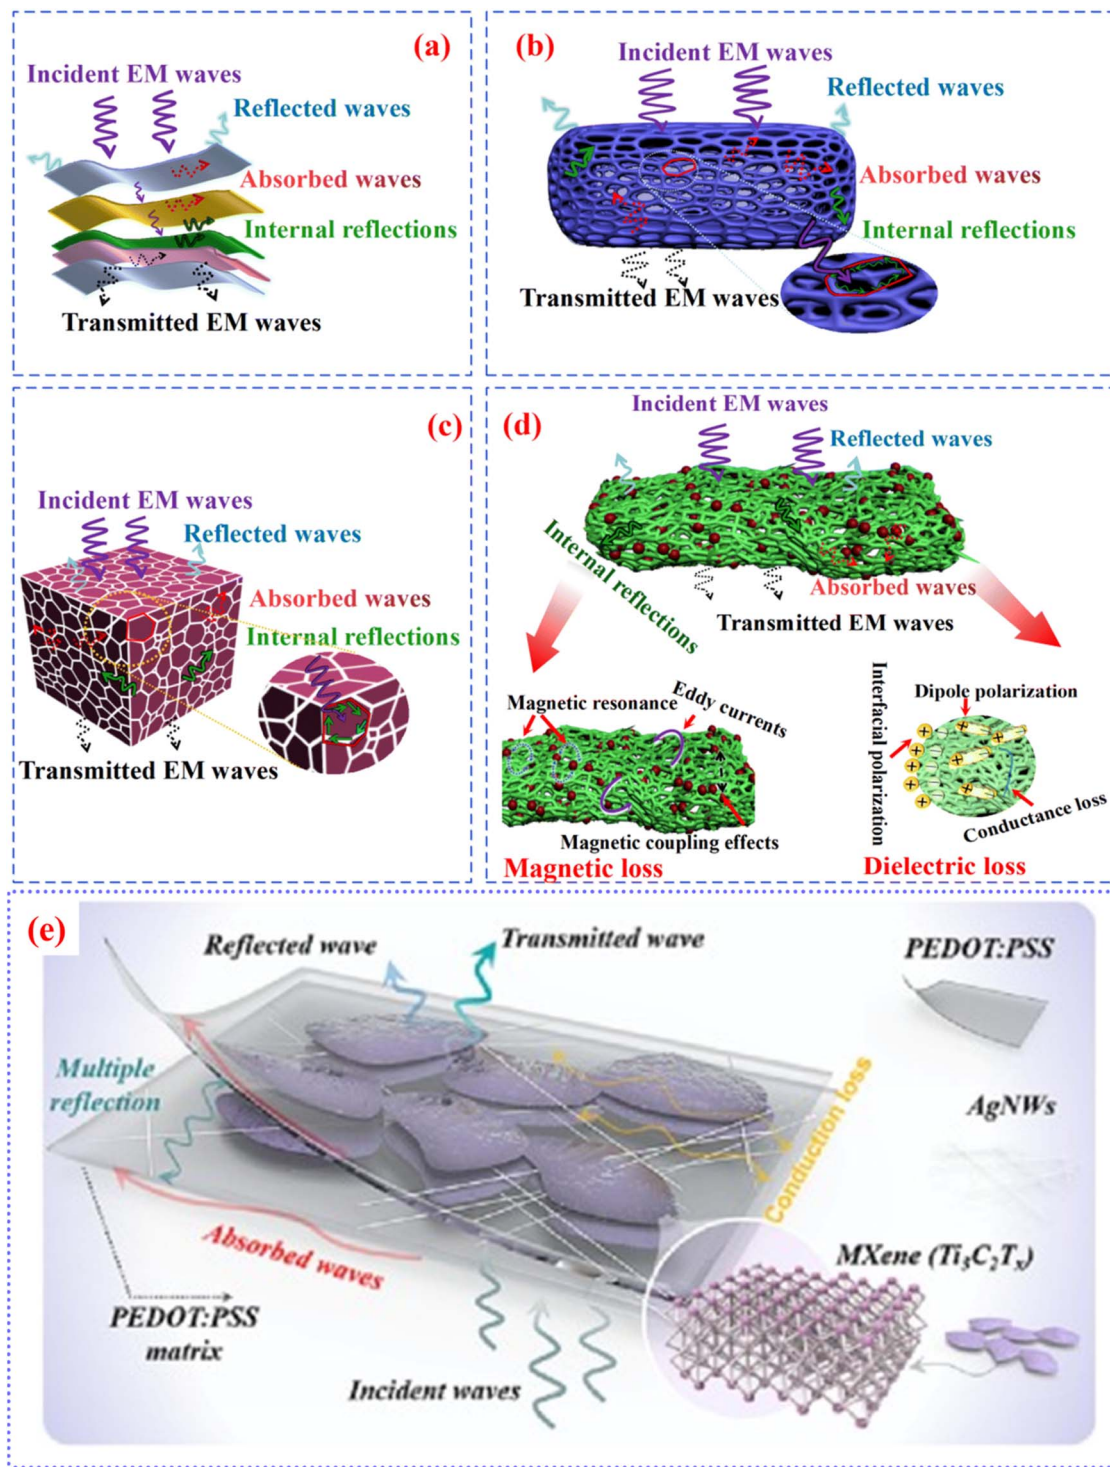 (a)
Incident EM waves
Reflected waves
Absorbed waves
Internal reflections
Transmitted EM waves
(b)
Incident EM waves
Reflected waves
Absorbed waves
Internal reflections
Transmitted EM waves
(c)
Incident EM waves
Reflected waves
Absorbed waves
Internal reflections
Transmitted EM waves
(d)
Incident EM waves
Reflected waves
Internal reflections
Absorbed waves
Transmitted EM waves
Magnetic resonance
Eddy currents
Magnetic coupling effects
Magnetic loss
Interfacial polarization
Dipole polarization
Conductance loss
Dielectric loss
(e)
Reflected wave
Transmitted wave
PEDOT:PSS
Multiple
reflection
AgNWs
Conduction loss
Absorbed waves
MXene (Ti₃C₂Tₓ)
PEDOT:PSS
matrix
Incident waves